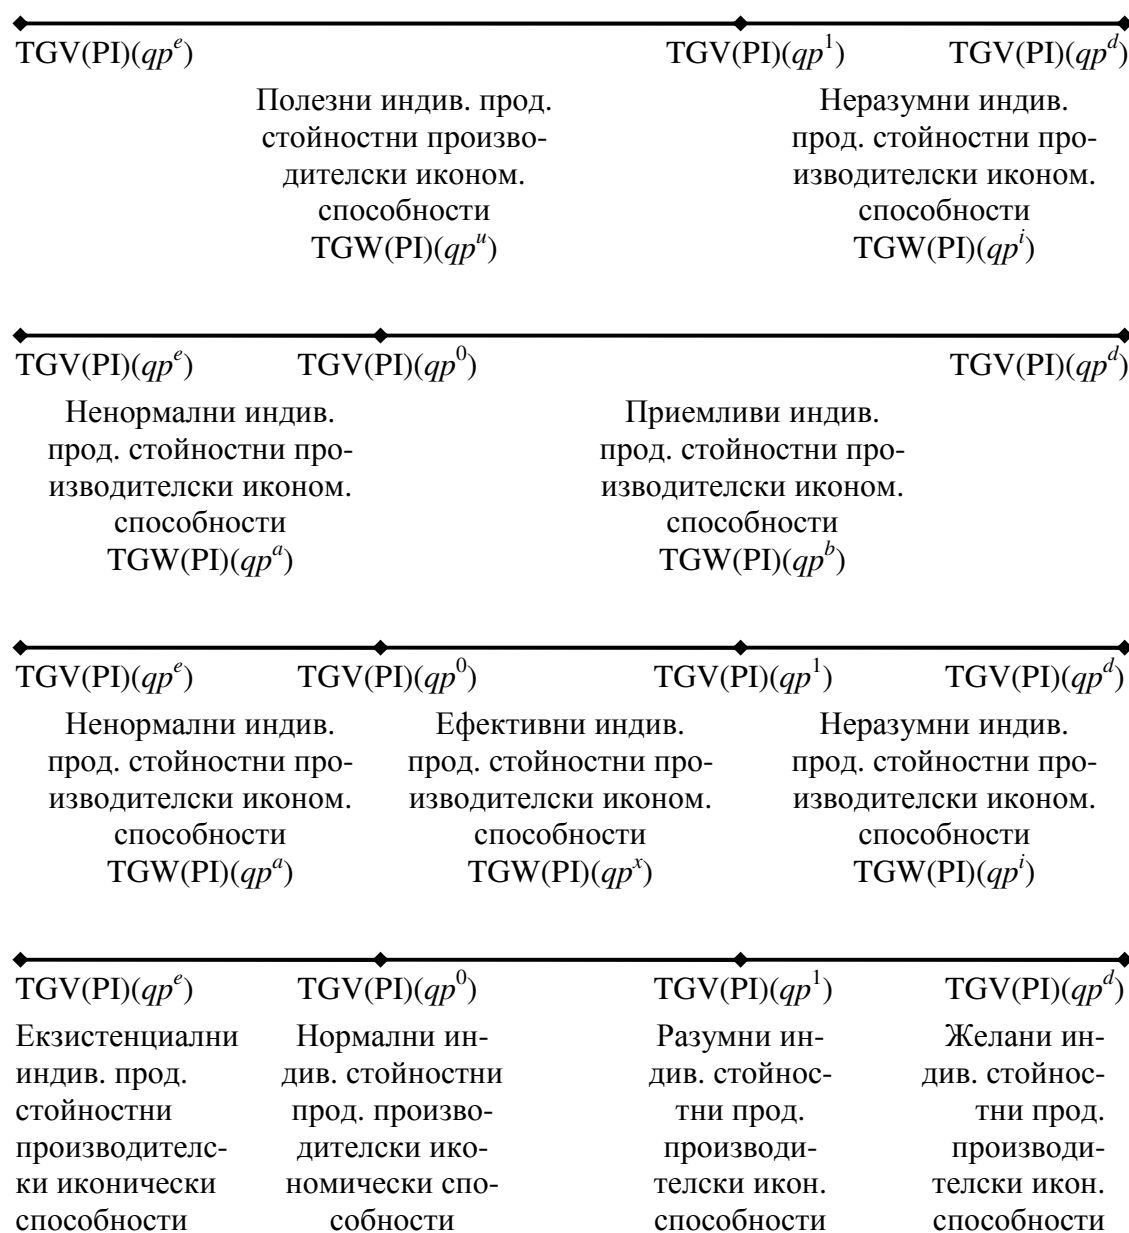 TGV(PI)(qp^e) TGV(PI)(qp^1) TGV(PI)(qp^d)
Полезни индив. прод. Неразумни индив.
стойностни произво- прод. стойностни про-
дителски иконом. изводителски иконом.
способности способности
TGW(PI)(qp^u) TGW(PI)(qp^i)
TGV(PI)(qp^e) TGV(PI)(qp^0) TGV(PI)(qp^d)
Ненормални индив. Приемливи индив.
прод. стойностни про- прод. стойностни про-
изводителски иконом. изводителски иконом.
способности способности
TGW(PI)(qp^a) TGW(PI)(qp^b)
TGV(PI)(qp^e) TGV(PI)(qp^0) TGV(PI)(qp^1) TGV(PI)(qp^d)
Ненормални индив. Ефективни индив. Неразумни индив.
прод. стойностни про- прод. стойностни про- прод. стойностни про-
изводителски иконом. изводителски иконом. изводителски иконом.
способности способности способности
TGW(PI)(qp^a) TGW(PI)(qp^x) TGW(PI)(qp^i)
TGV(PI)(qp^e) TGV(PI)(qp^0) TGV(PI)(qp^1) TGV(PI)(qp^d)
Екзистенциални Нормални ин- Разумни ин- Желани ин-
индив. прод. див. стойностни див. стойнос- див. стойнос-
стойностни прод. произво- тни прод. тни прод.
производителс- дителски ико- производи- производи-
ки иконически номически спо- телски икон. телски икон.
способности собности способности способности